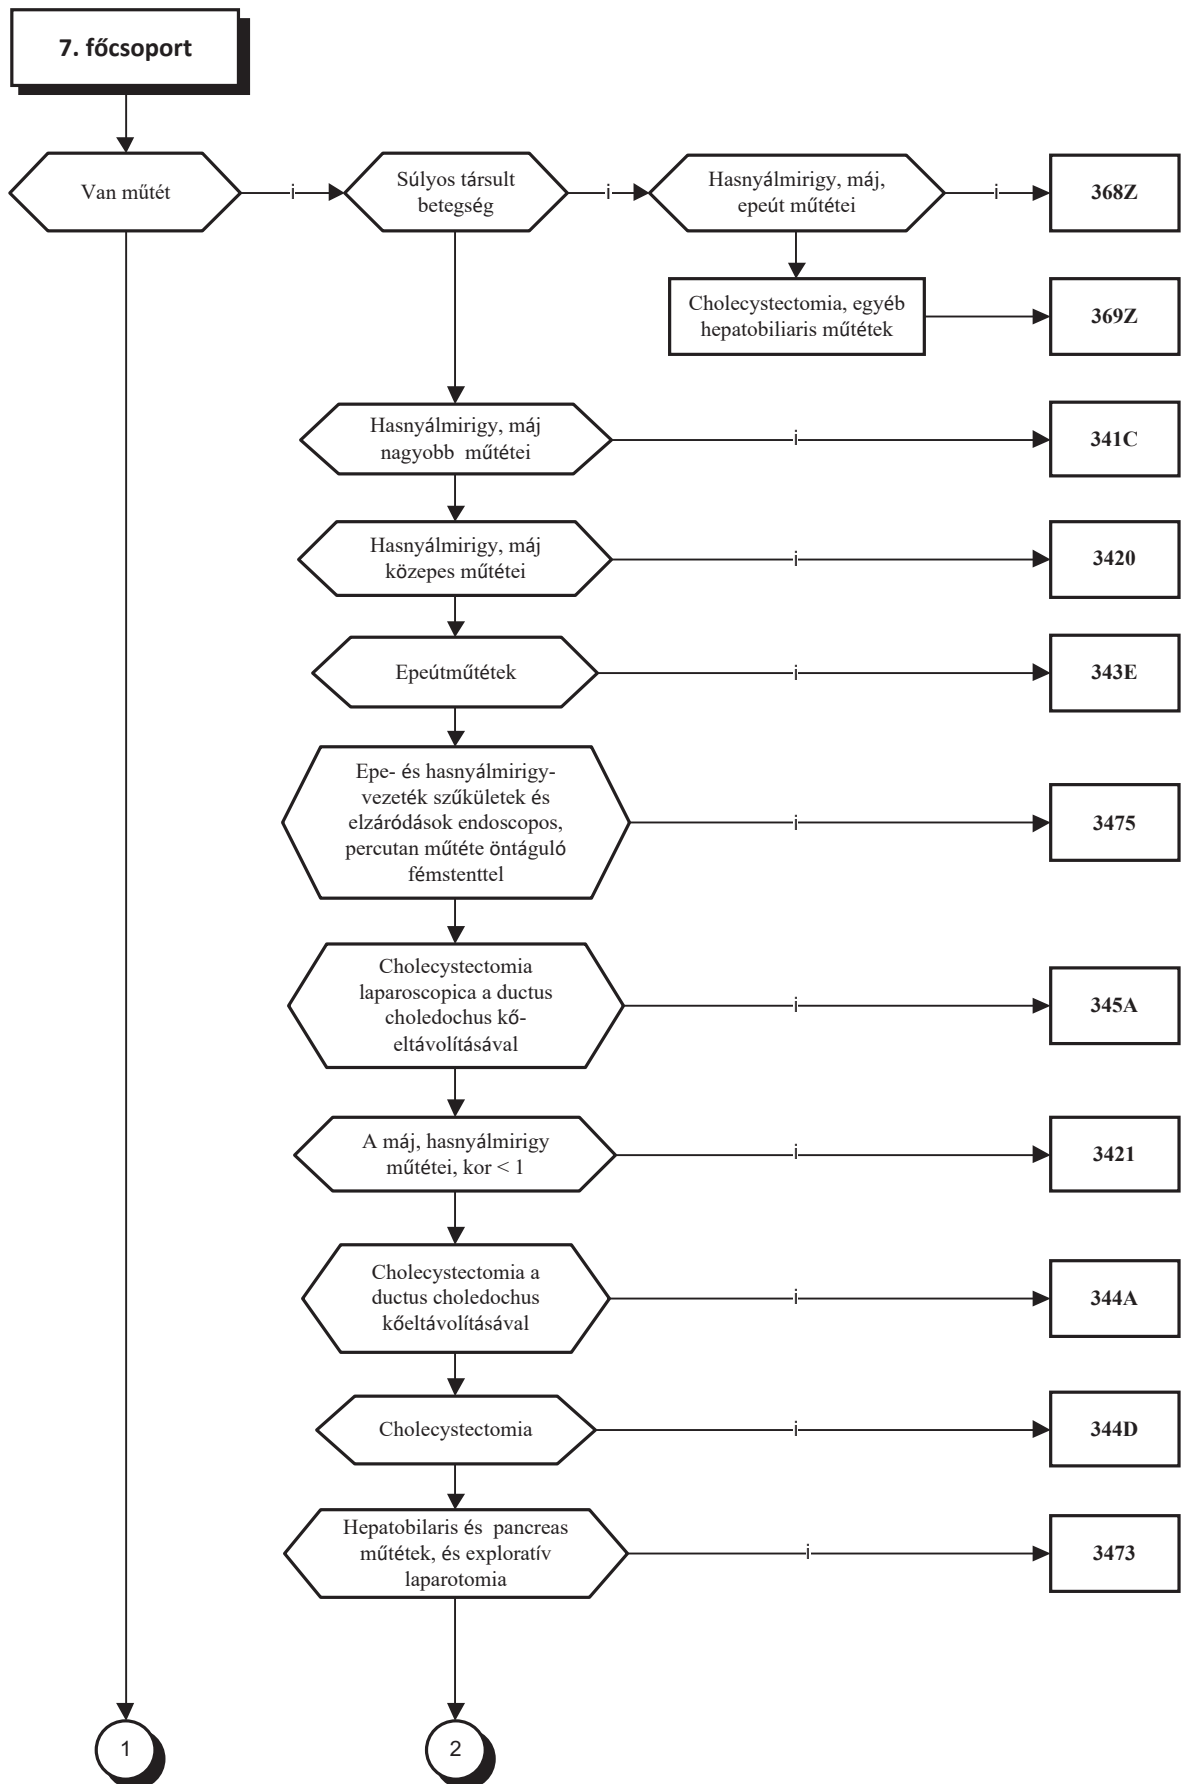 7. főcsoport
Van műtét
i
Súlyos társult
betegség
i
Hasnyálmirigy, máj,
epeút műtétei
i
368Z
Cholecystectomia, egyéb
hepatobiliaris műtétek
369Z
Hasnyálmirigy, máj
nagyobb műtétei
i
341C
Hasnyálmirigy, máj
közepes műtétei
i
3420
Epeútműtétek
i
343E
Epe- és hasnyálmirigy-
vezeték szűkületek és
elzáródások endoscopos,
percutan műtéte öntáguló
fémstenttel
i
3475
Cholecystectomia
laparoscopica a ductus
choledochus kő-
eltávolításával
i
345A
A máj, hasnyálmirigy
műtétei, kor < 1
i
3421
Cholecystectomia a
ductus choledochus
kőeltávolításával
i
344A
Cholecystectomia
i
344D
Hepatobilaris és pancreas
műtétek, és exploratív
laparotomia
i
3473
1
2